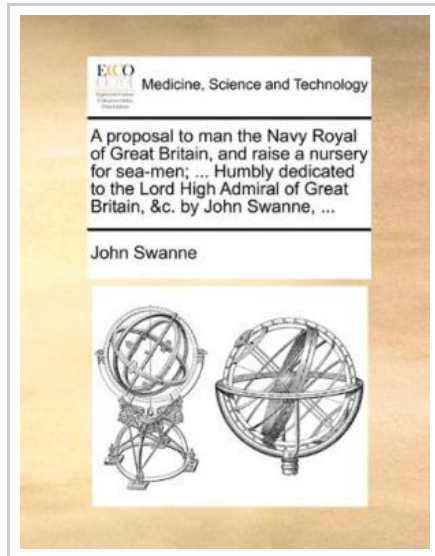 ECCO
Medicine, Science and Technology
A proposal to man the Navy Royal
of Great Britain, and raise a nursery
for sea-men; ... Humbly dedicated
to the Lord High Admiral of Great
Britain, &c. by John Swanne, ...
John Swanne